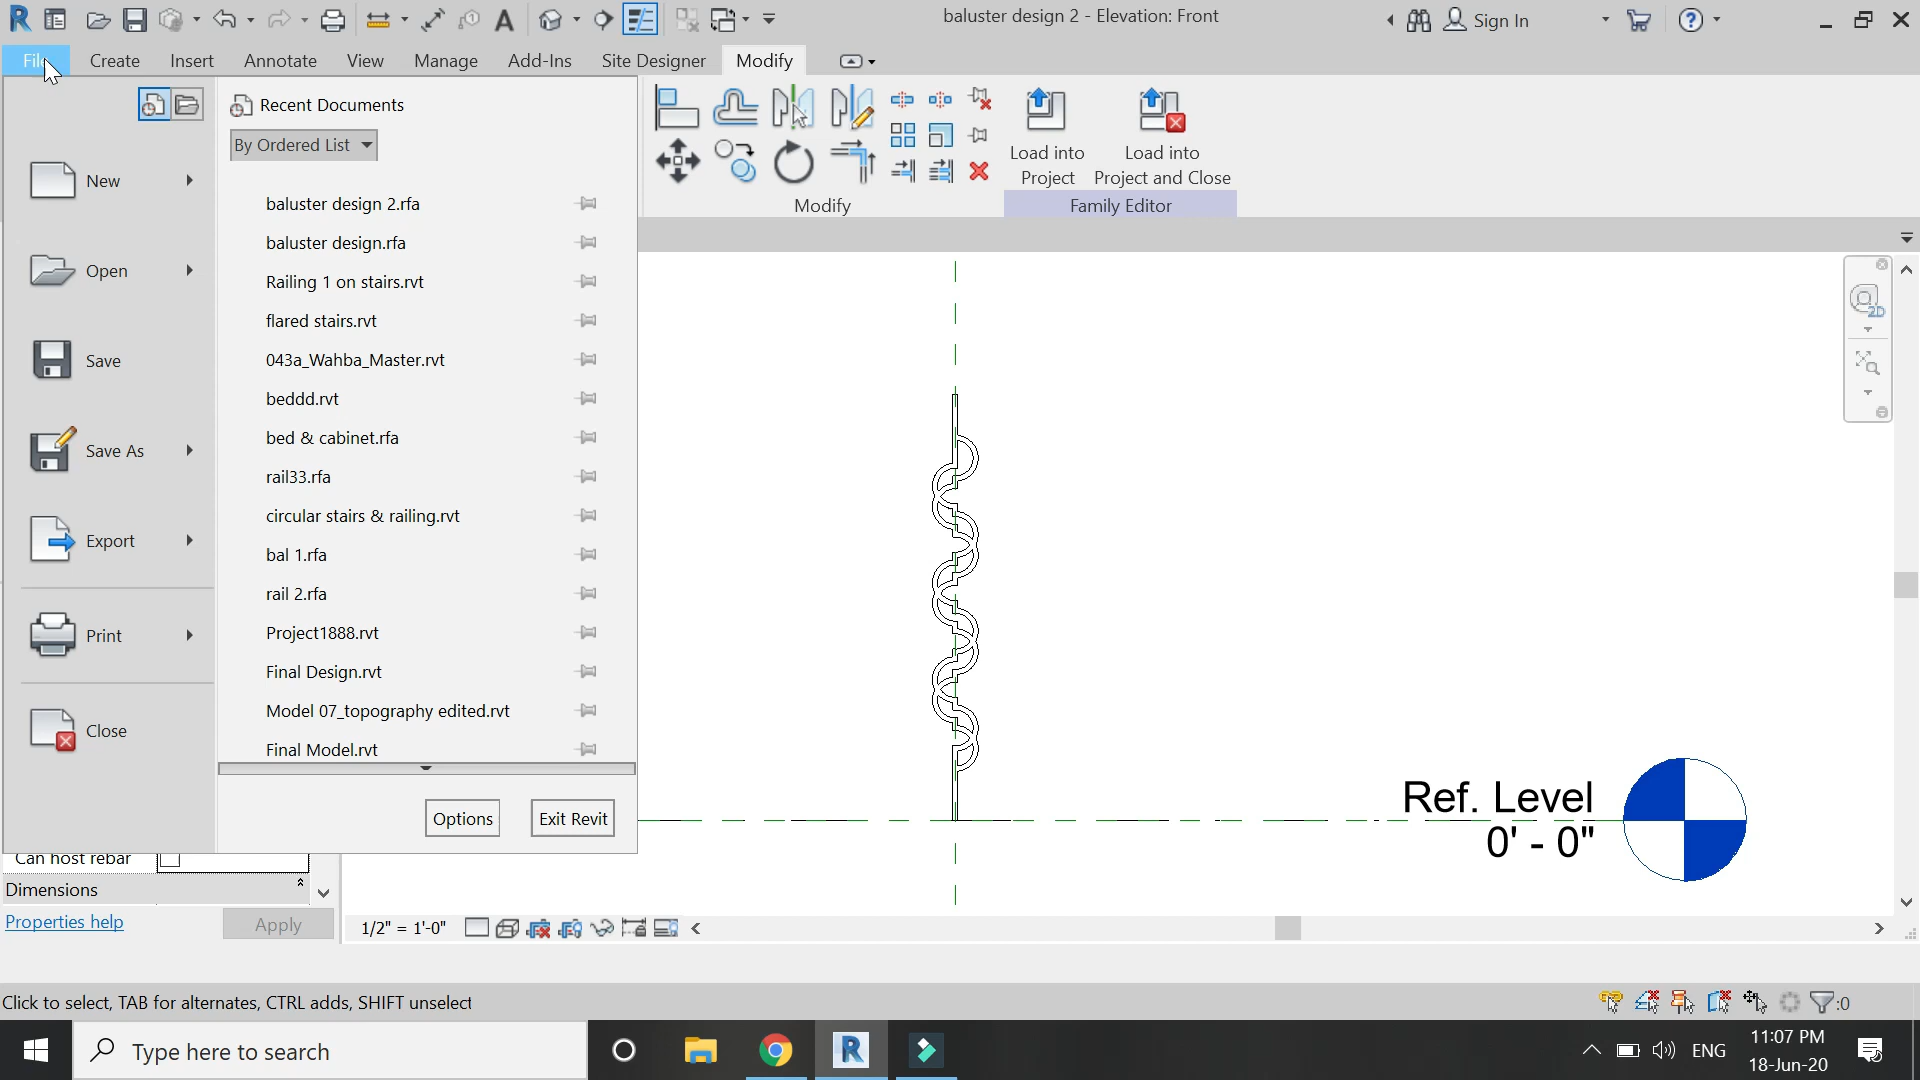 baluster design 2 - Elevation: Front
Sign In
File
Create
Insert
Annotate
View
Manage
Add-Ins
Site Designer
Modify
Recent Documents
By Ordered List
New
Open
Save
Save As
Export
Print
Close
baluster design 2.rfa
baluster design.rfa
Railing 1 on stairs.rvt
flared stairs.rvt
043a_Wahba_Master.rvt
beddd.rvt
bed & cabinet.rfa
rail33.rfa
circular stairs & railing.rvt
bal 1.rfa
rail 2.rfa
Project1888.rvt
Final Design.rvt
Model 07_topography edited.rvt
Final Model.rvt
Options
Exit Revit
Load into
Project
Load into
Project and Close
Modify
Family Editor
2D
Ref. Level
0' - 0"
Can host rebar
Dimensions
Properties help
Apply
1/2" = 1'-0"
Click to select, TAB for alternates, CTRL adds, SHIFT unselect
:0
Type here to search
ENG
11:07 PM
18-Jun-20